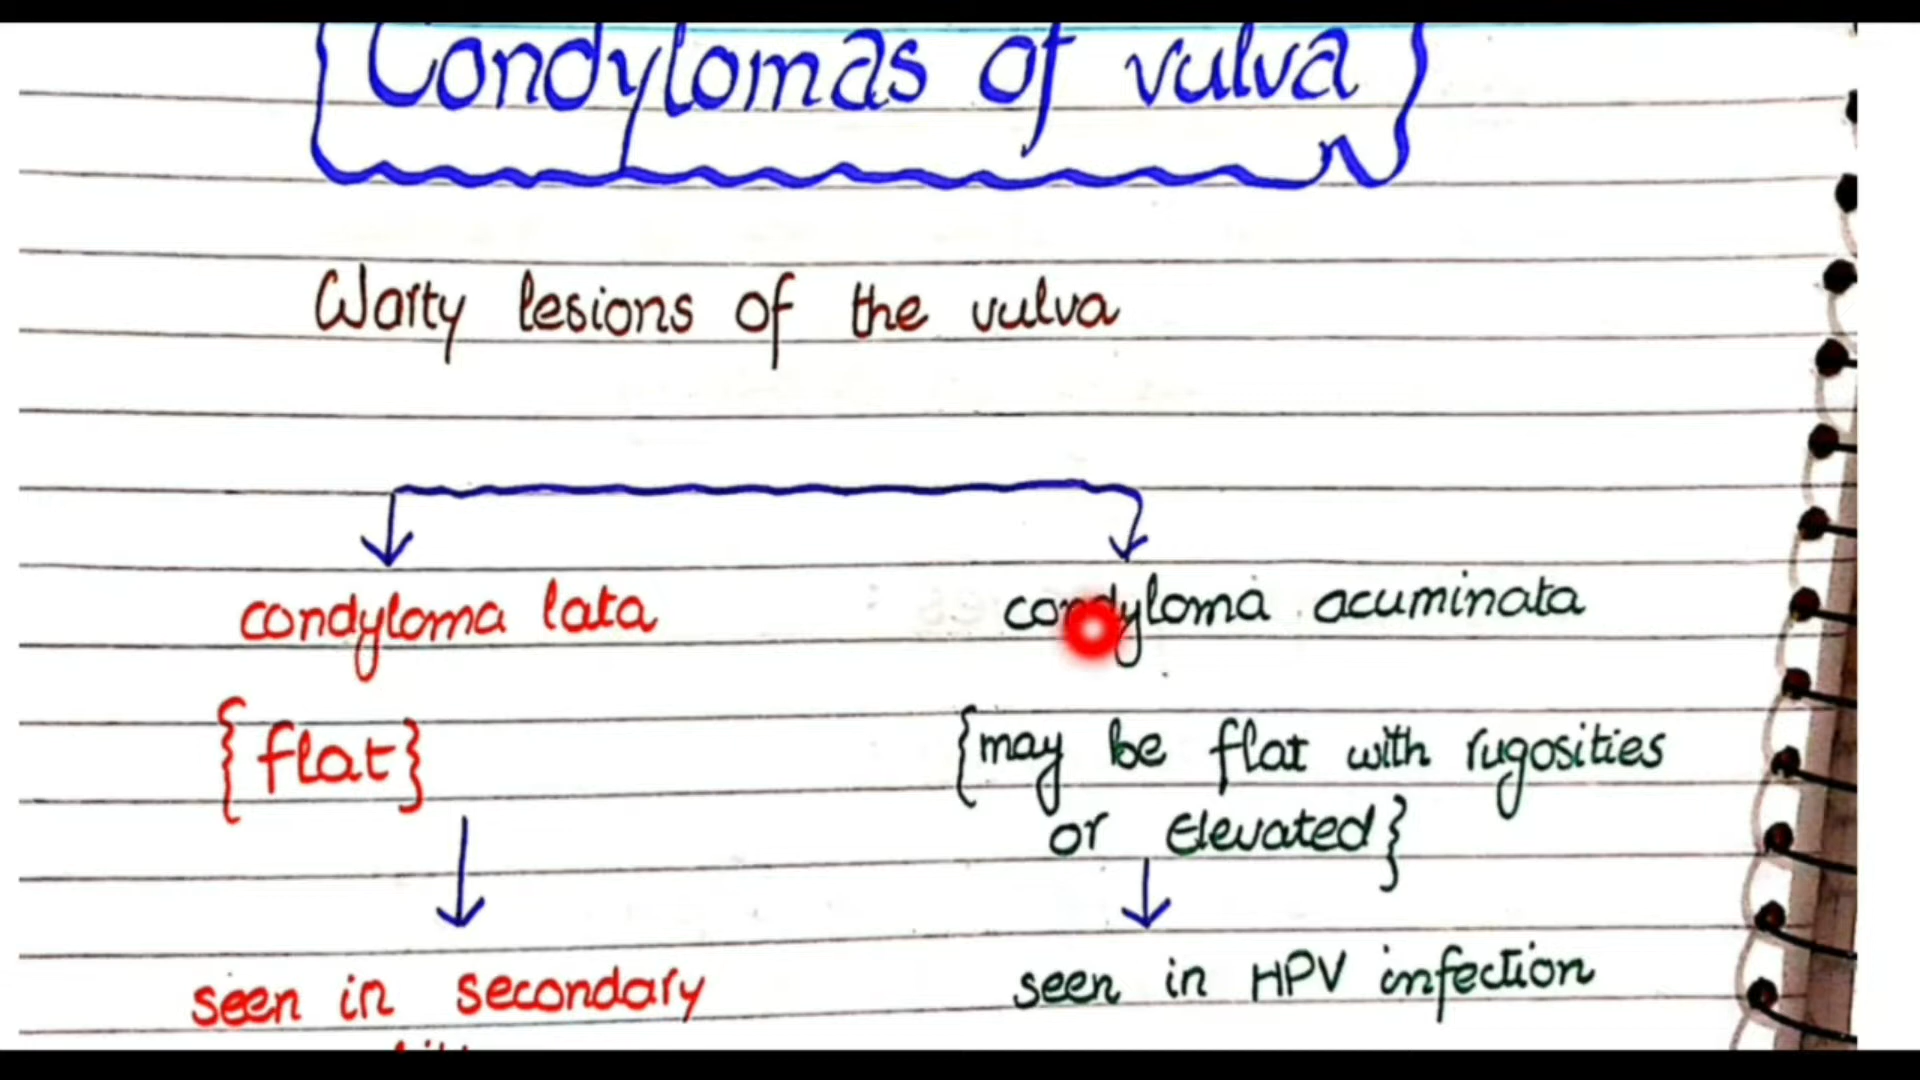 Condylomas of vulva
Warty lesions of the vulva
condyloma lata
condyloma acuminata
{flat}
{may be flat with rugosities
or Elevated}
seen in secondary
seen in HPV infection